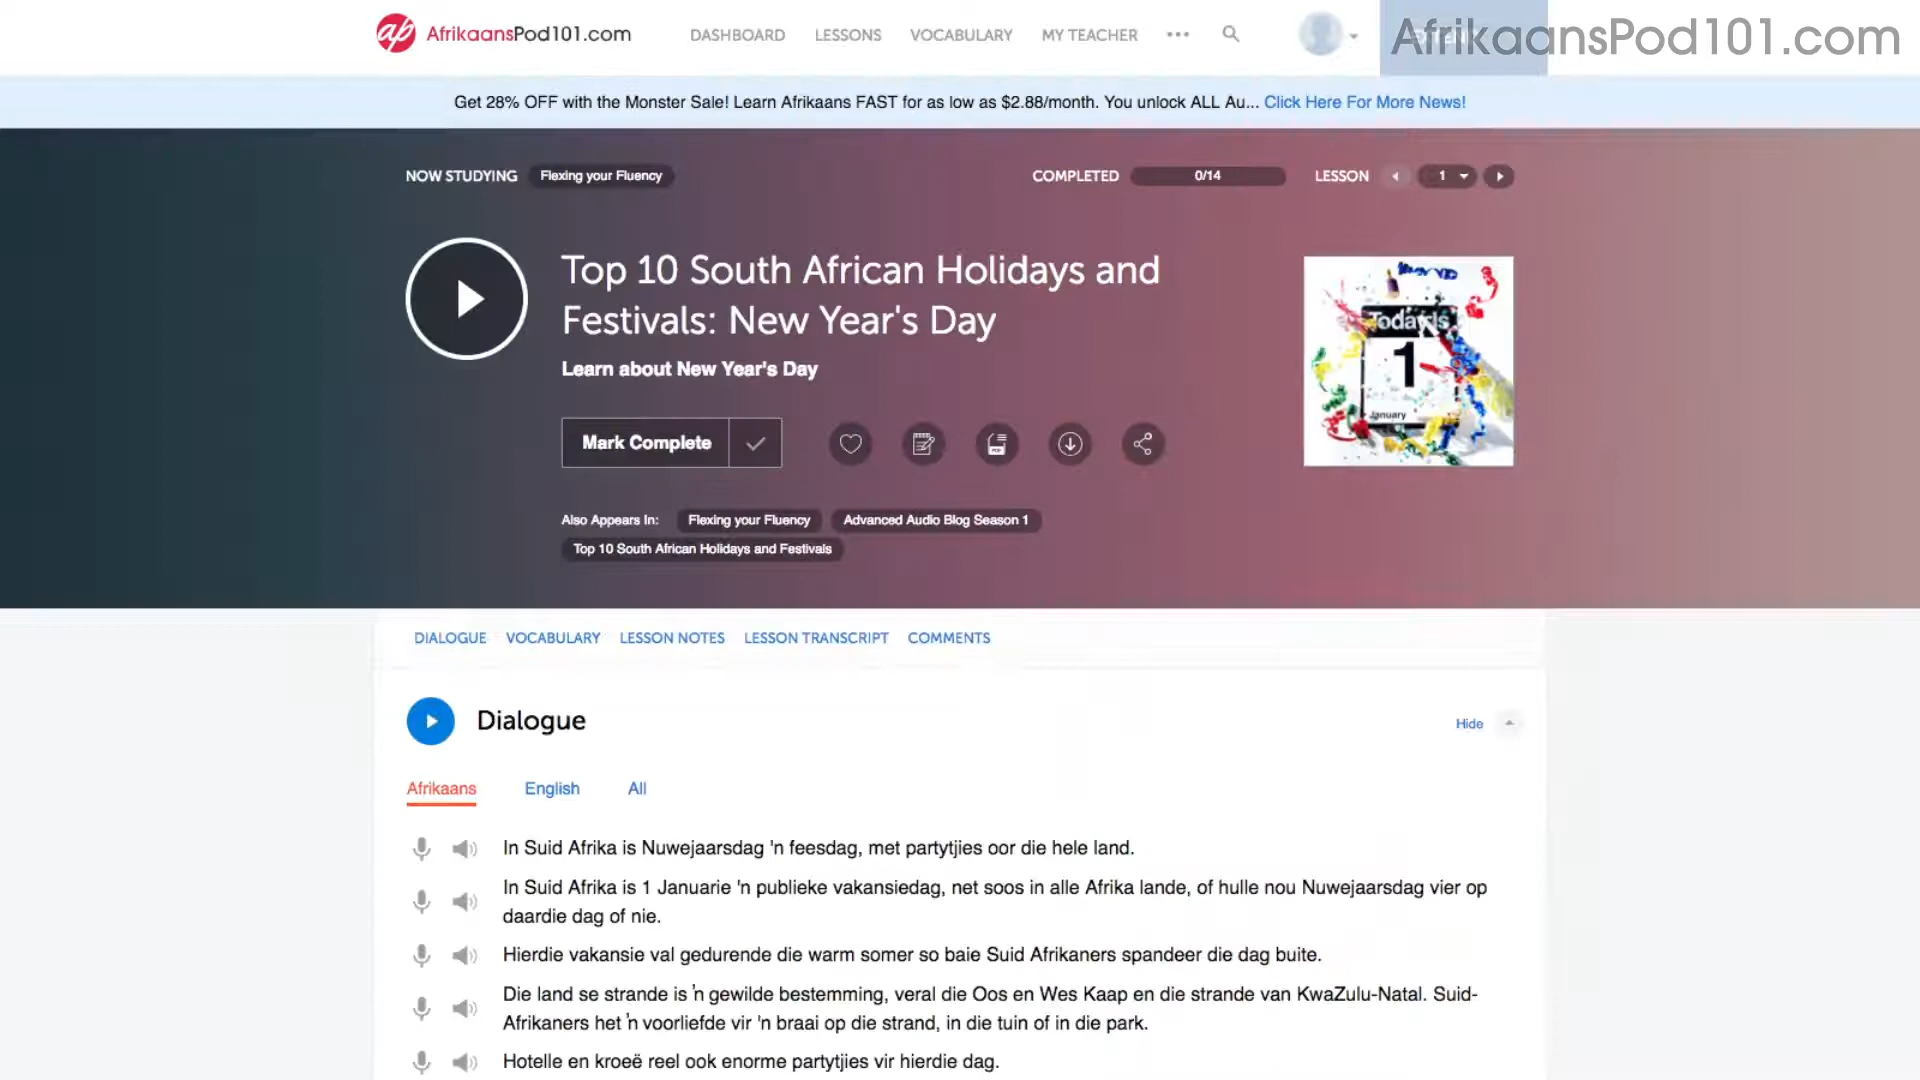 AfrikaansPod101.com
DASHBOARD LESSONS VOCABULARY MY TEACHER
AfrikaansPod101.com
Get 28% OFF with the Monster Sale! Learn Afrikaans FAST for as low as $2.88/month. You unlock ALL Au... Click Here For More News!
NOW STUDYING Flexing your Fluency COMPLETED 0/14 LESSON 1
Top 10 South African Holidays and
Festivals: New Year's Day
Learn about New Year's Day
Today is
1
January
Mark Complete
PDF
Also Appears In: Flexing your Fluency Advanced Audio Blog Season 1
Top 10 South African Holidays and Festivals
DIALOGUE VOCABULARY LESSON NOTES LESSON TRANSCRIPT COMMENTS
Dialogue Hide
Afrikaans English All
In Suid Afrika is Nuwejaarsdag 'n feesdag, met partytjies oor die hele land.
In Suid Afrika is 1 Januarie 'n publieke vakansiedag, net soos in alle Afrika lande, of hulle nou Nuwejaarsdag vier op
daardie dag of nie.
Hierdie vakansie val gedurende die warm somer so baie Suid Afrikaners spandeer die dag buite.
Die land se strande is ŉ gewilde bestemming, veral die Oos en Wes Kaap en die strande van KwaZulu-Natal. Suid-
Afrikaners het ŉ voorliefde vir 'n braai op die strand, in die tuin of in die park.
Hotelle en kroeë reel ook enorme partytjies vir hierdie dag.